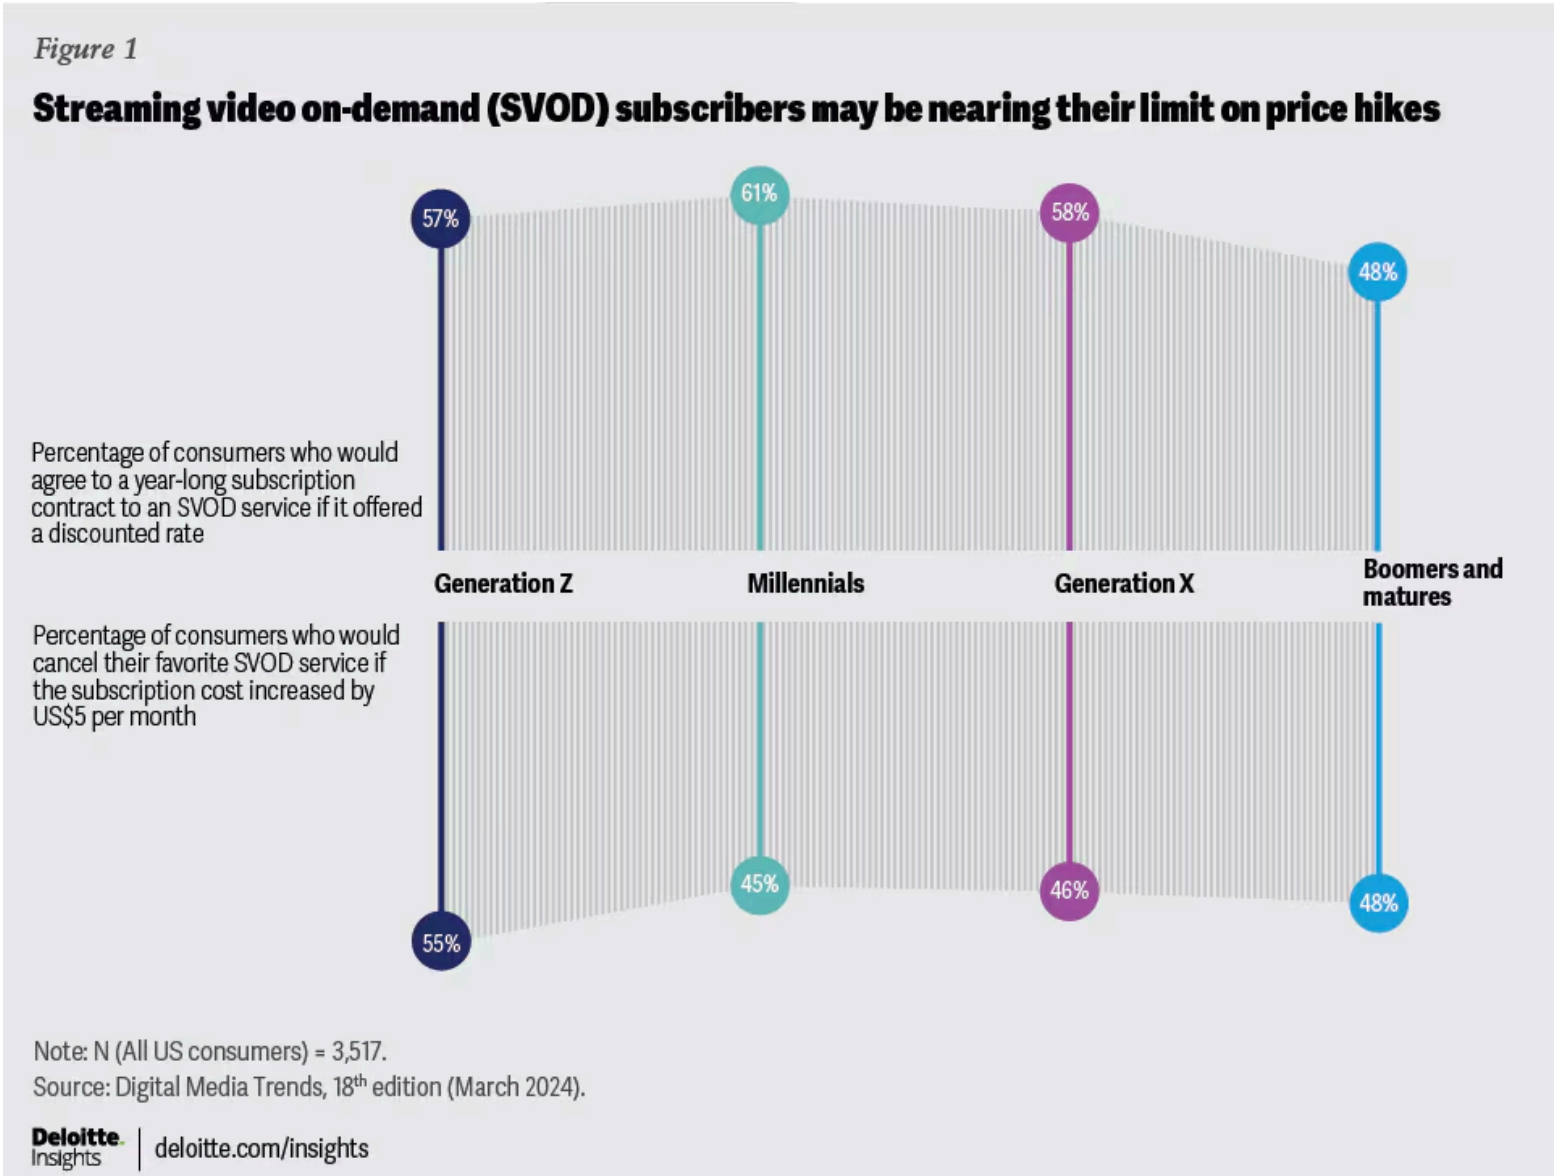 Figure 1
Streaming video on-demand (SVOD) subscribers may be nearing their limit on price hikes
57%
61%
58%
48%
Percentage of consumers who would
agree to a year-long subscription
contract to an SVOD service if it offered
a discounted rate
Generation Z
Millennials
Generation X
Boomers and
matures
Percentage of consumers who would
cancel their favorite SVOD service if
the subscription cost increased by
US$5 per month
55%
45%
46%
48%
Note: N (All US consumers) = 3,517.
Source: Digital Media Trends, 18th edition (March 2024).
Deloitte.
Insights
deloitte.com/insights